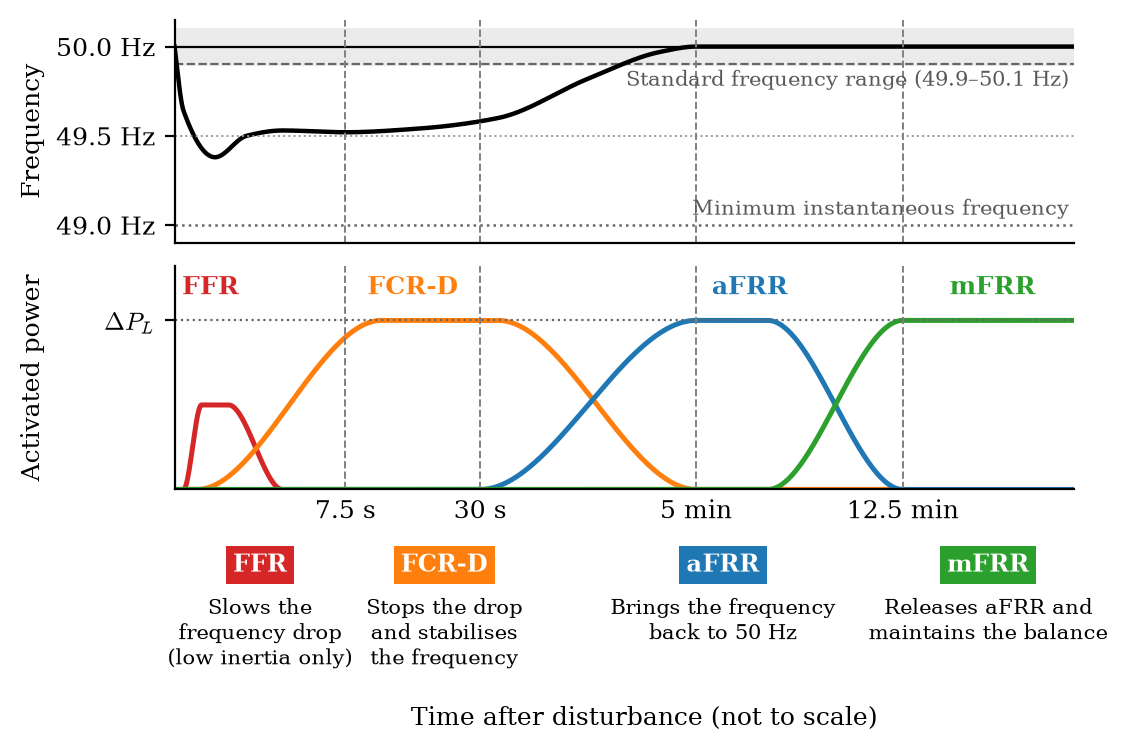 Frequency
50.0 Hz
Standard frequency range (49.9–50.1 Hz)
49.5 Hz
Minimum instantaneous frequency
49.0 Hz
Activated power
FFR
FCR-D
aFRR
mFRR
ΔP_L
7.5 s
30 s
5 min
12.5 min
FFR
Slows the
frequency drop
(low inertia only)
FCR-D
Stops the drop
and stabilises
the frequency
aFRR
Brings the frequency
back to 50 Hz
mFRR
Releases aFRR and
maintains the balance
Time after disturbance (not to scale)